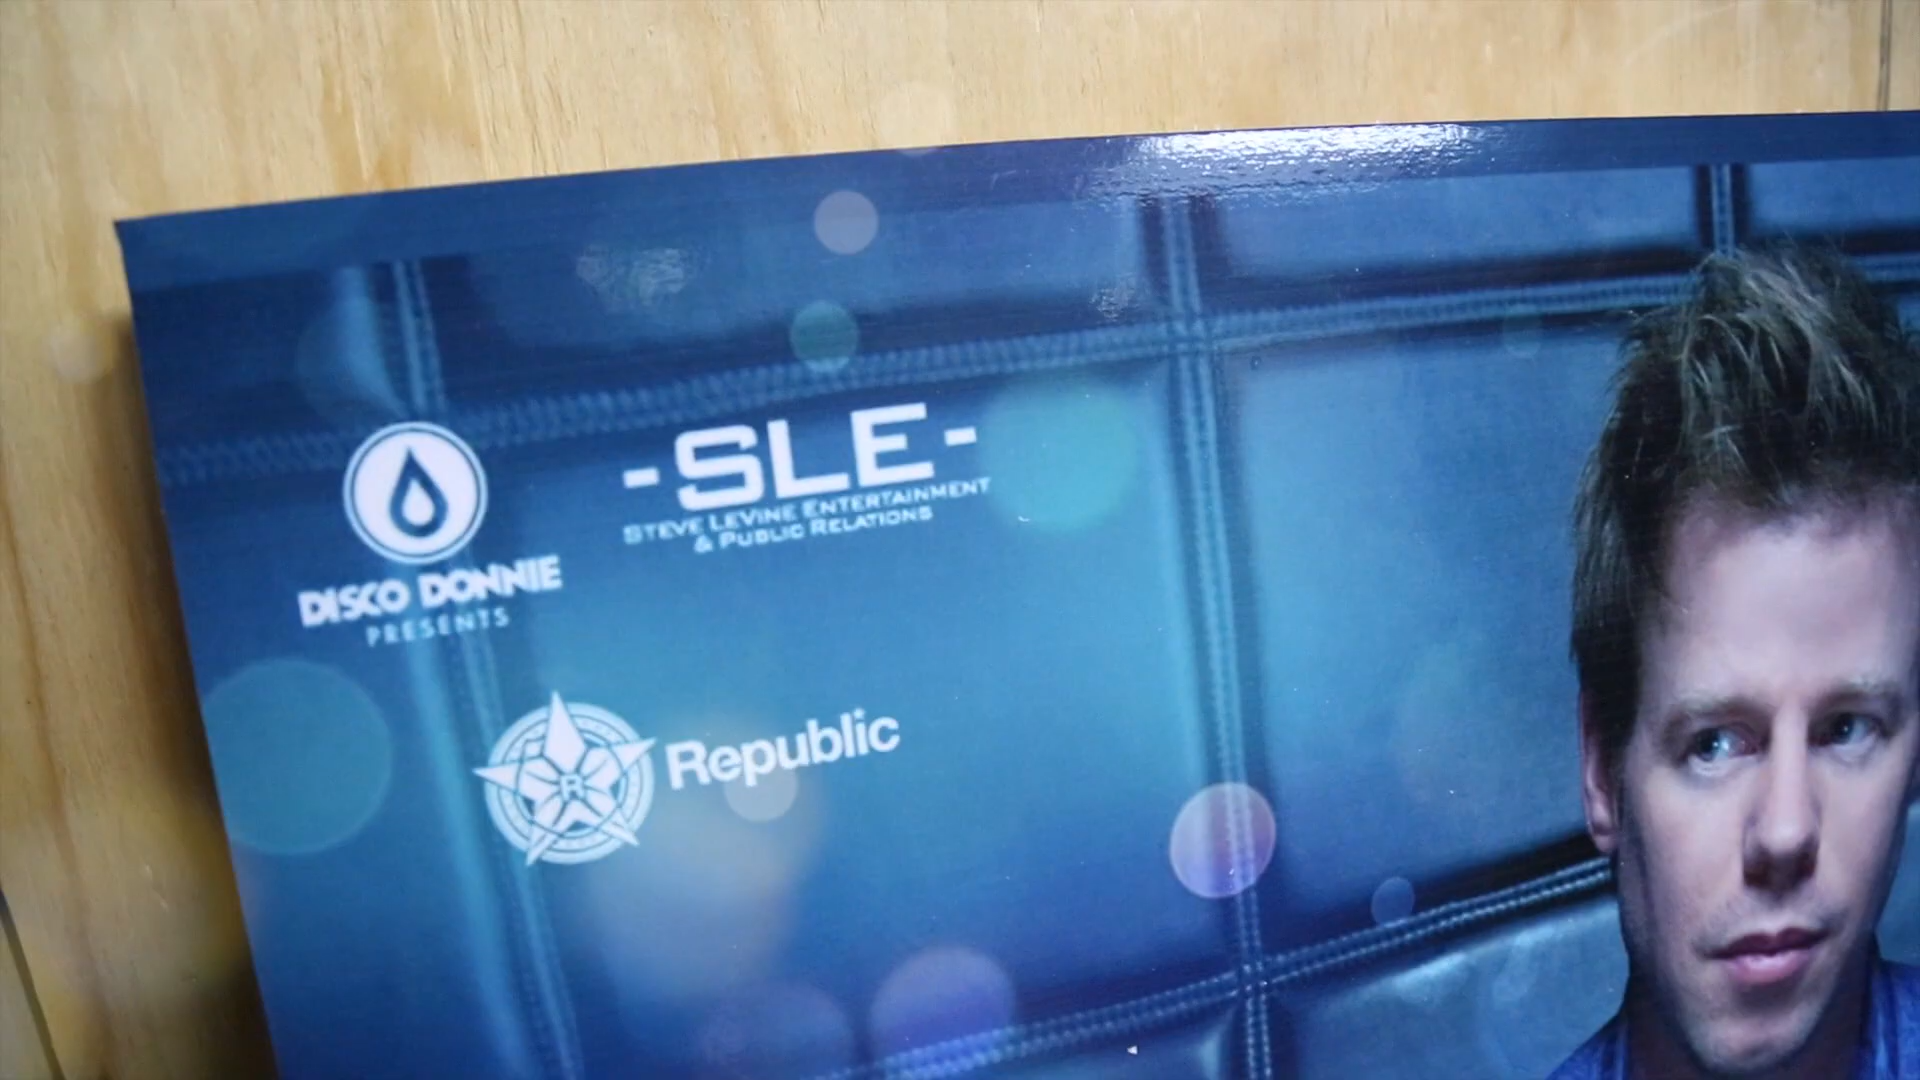 -SLE-
STEVE LEVINE ENTERTAINMENT
& PUBLIC RELATIONS
DISCO DONNIE
PRESENTS
R
Republic